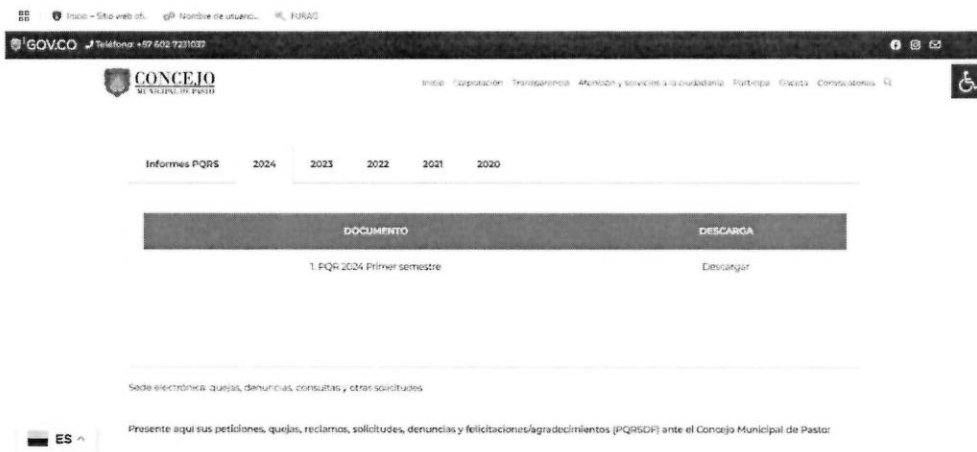 Inicio – Sitio web ofi.. Nombre de usuario... FURAG
GOV.CO Teléfono: +57 602 7231037
CONCEJO
MUNICIPAL DE PASTO
Inicio Corporación Transparencia Atención y servicios a la ciudadanía Participa Gaceta Convocatorias
Informes PQRS 2024 2023 2022 2021 2020
DOCUMENTO DESCARGA
1. PQR 2024 Primer semestre Descargar
Sede electrónica: quejas, denuncias, consultas y otras solicitudes
Presente aquí sus peticiones, quejas, reclamos, solicitudes, denuncias y felicitaciones/agradecimientos (PQRSDF) ante el Concejo Municipal de Pasto:
ES